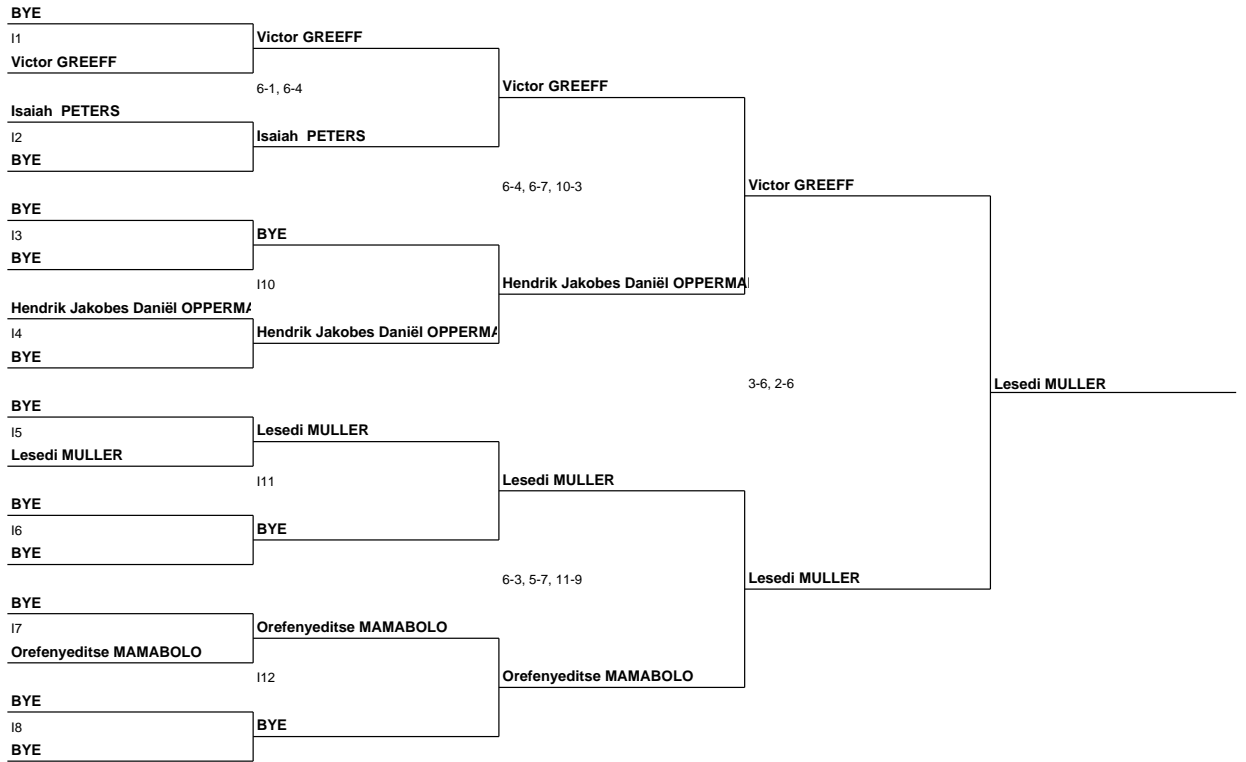 BYE
I1
Victor GREEFF
Isaiah  PETERS
I2
BYE
BYE
I3
BYE
Hendrik Jakobes Daniël OPPERMA
I4
BYE
BYE
I5
Lesedi MULLER
BYE
I6
BYE
BYE
I7
Orefenyeditse MAMABOLO
BYE
I8
BYE
Victor GREEFF
6-1, 6-4
Isaiah  PETERS
BYE
I10
Hendrik Jakobes Daniël OPPERMA
Lesedi MULLER
I11
BYE
Orefenyeditse MAMABOLO
I12
BYE
Victor GREEFF
6-4, 6-7, 10-3
Hendrik Jakobes Daniël OPPERMA
Lesedi MULLER
6-3, 5-7, 11-9
Orefenyeditse MAMABOLO
Victor GREEFF
3-6, 2-6
Lesedi MULLER
Lesedi MULLER